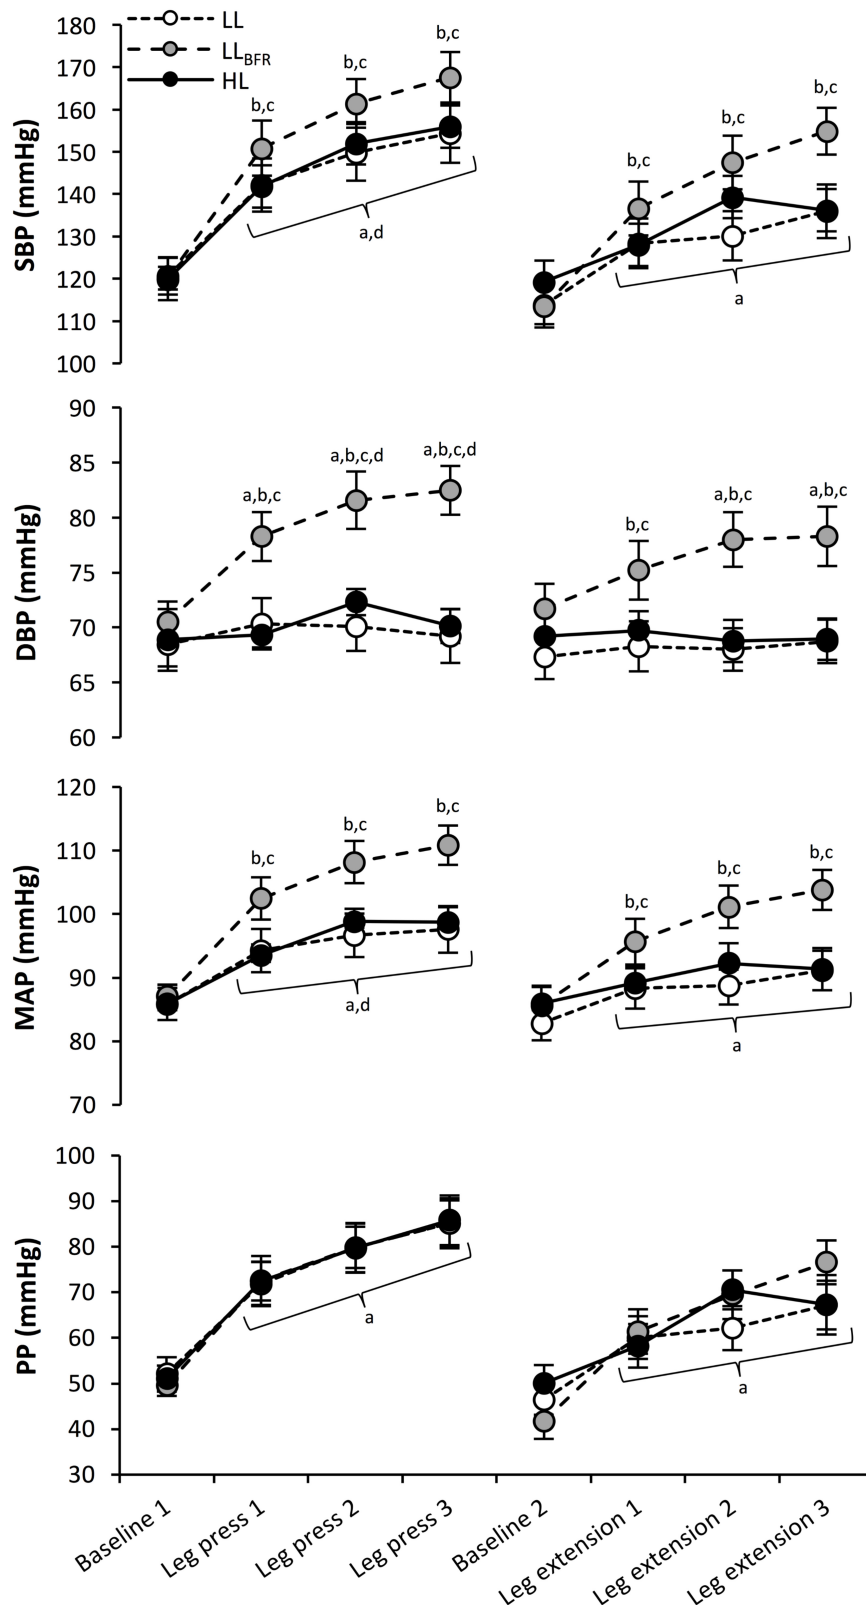 LL
LLBFR
HL
SBP (mmHg)
180
170
160
150
140
130
120
110
100
b,c
b,c
b,c
a,d
b,c
b,c
b,c
a
DBP (mmHg)
90
85
80
75
70
65
60
a,b,c
a,b,c,d
a,b,c,d
b,c
a,b,c
a,b,c
MAP (mmHg)
120
110
100
90
80
70
b,c
b,c
b,c
a,d
b,c
b,c
b,c
a
PP (mmHg)
100
90
80
70
60
50
40
30
a
a
Baseline 1
Leg press 1
Leg press 2
Leg press 3
Baseline 2
Leg extension 1
Leg extension 2
Leg extension 3